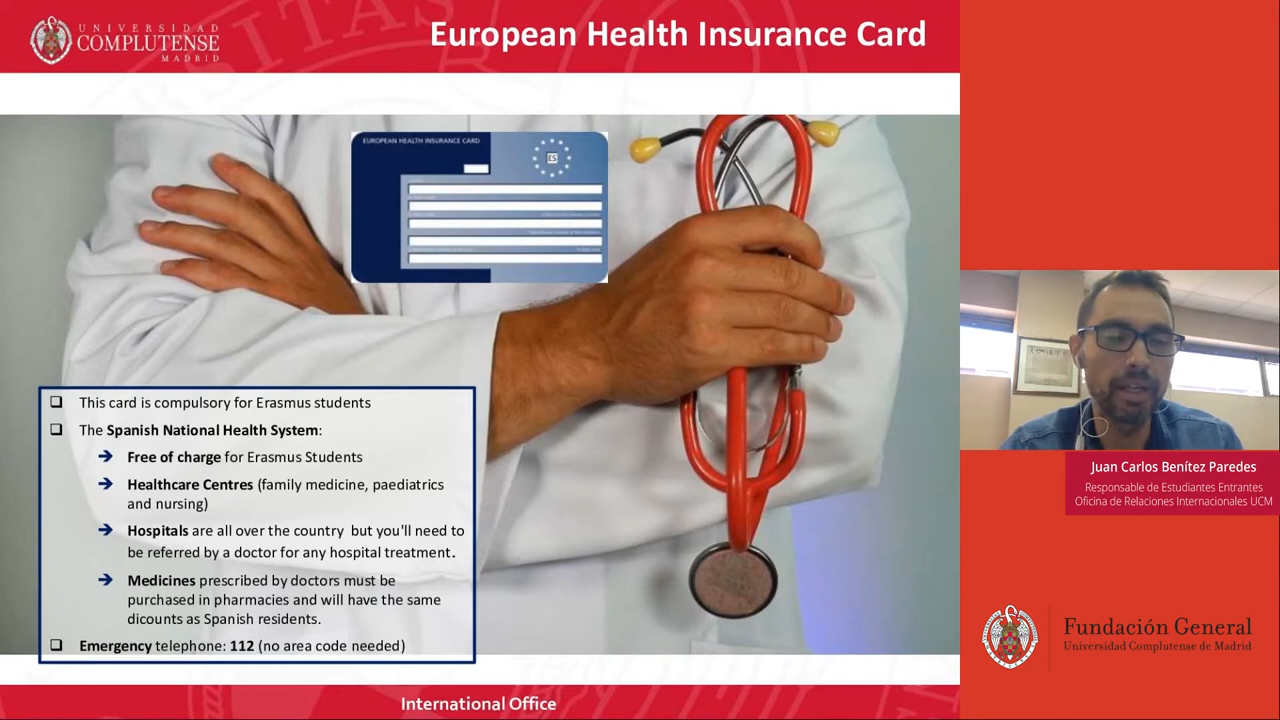 UNIVERSIDAD
COMPLUTENSE
MADRID
European Health Insurance Card
EUROPEAN HEALTH INSURANCE CARD
ES
This card is compulsory for Erasmus students
The Spanish National Health System:
Free of charge for Erasmus Students
Healthcare Centres (family medicine, paediatrics
and nursing)
Hospitals are all over the country but you'll need to
be referred by a doctor for any hospital treatment.
Medicines prescribed by doctors must be
purchased in pharmacies and will have the same
dicounts as Spanish residents.
Emergency telephone: 112 (no area code needed)
International Office
Juan Carlos Benítez Paredes
Responsable de Estudiantes Entrantes
Oficina de Relaciones Internacionales UCM
Fundación General
Universidad Complutense de Madrid